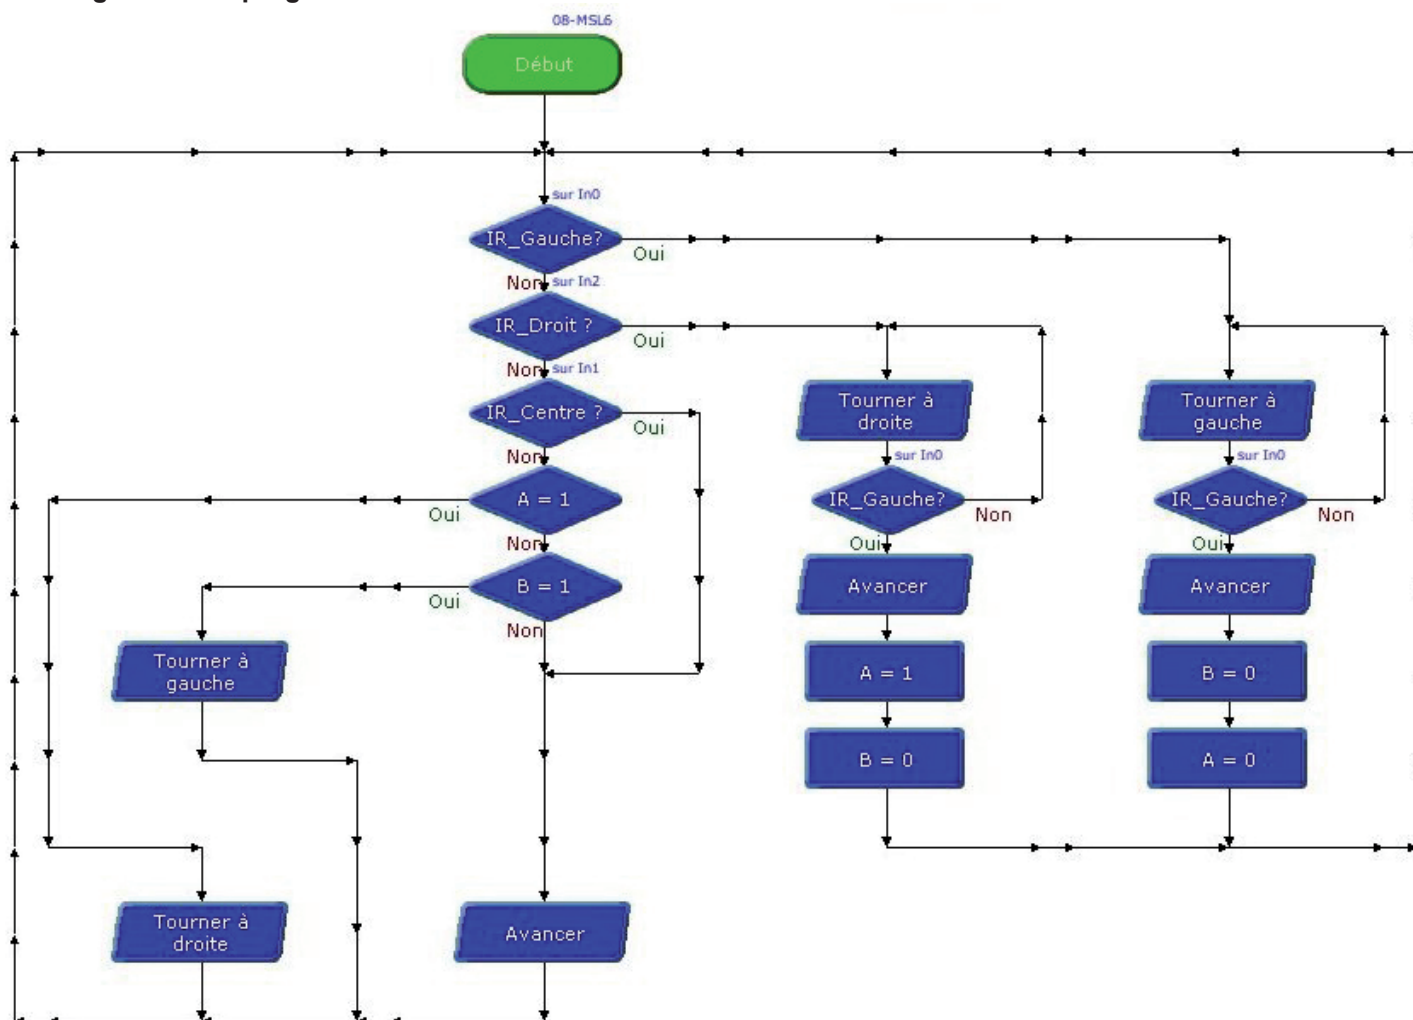 08-MSL6
Début
sur In0
IR_Gauche?
Oui
Non
sur In2
IR_Droit ?
Oui
Non
sur In1
IR_Centre ?
Oui
Non
A = 1
Oui
Non
B = 1
Oui
Non
Tourner à
gauche
Tourner à
droite
Avancer
Tourner à
droite
sur In0
IR_Gauche?
Non
Oui
Avancer
A = 1
B = 0
Tourner à
gauche
sur In0
IR_Gauche?
Non
Oui
Avancer
B = 0
A = 0